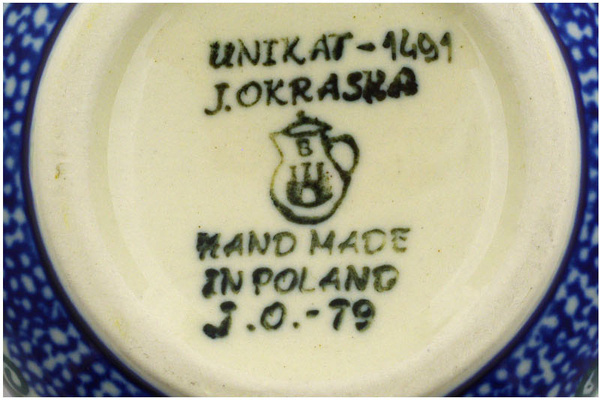 UNIKAT-1491
J.OKRASKA
B
HAND MADE
IN POLAND
J.O.-79